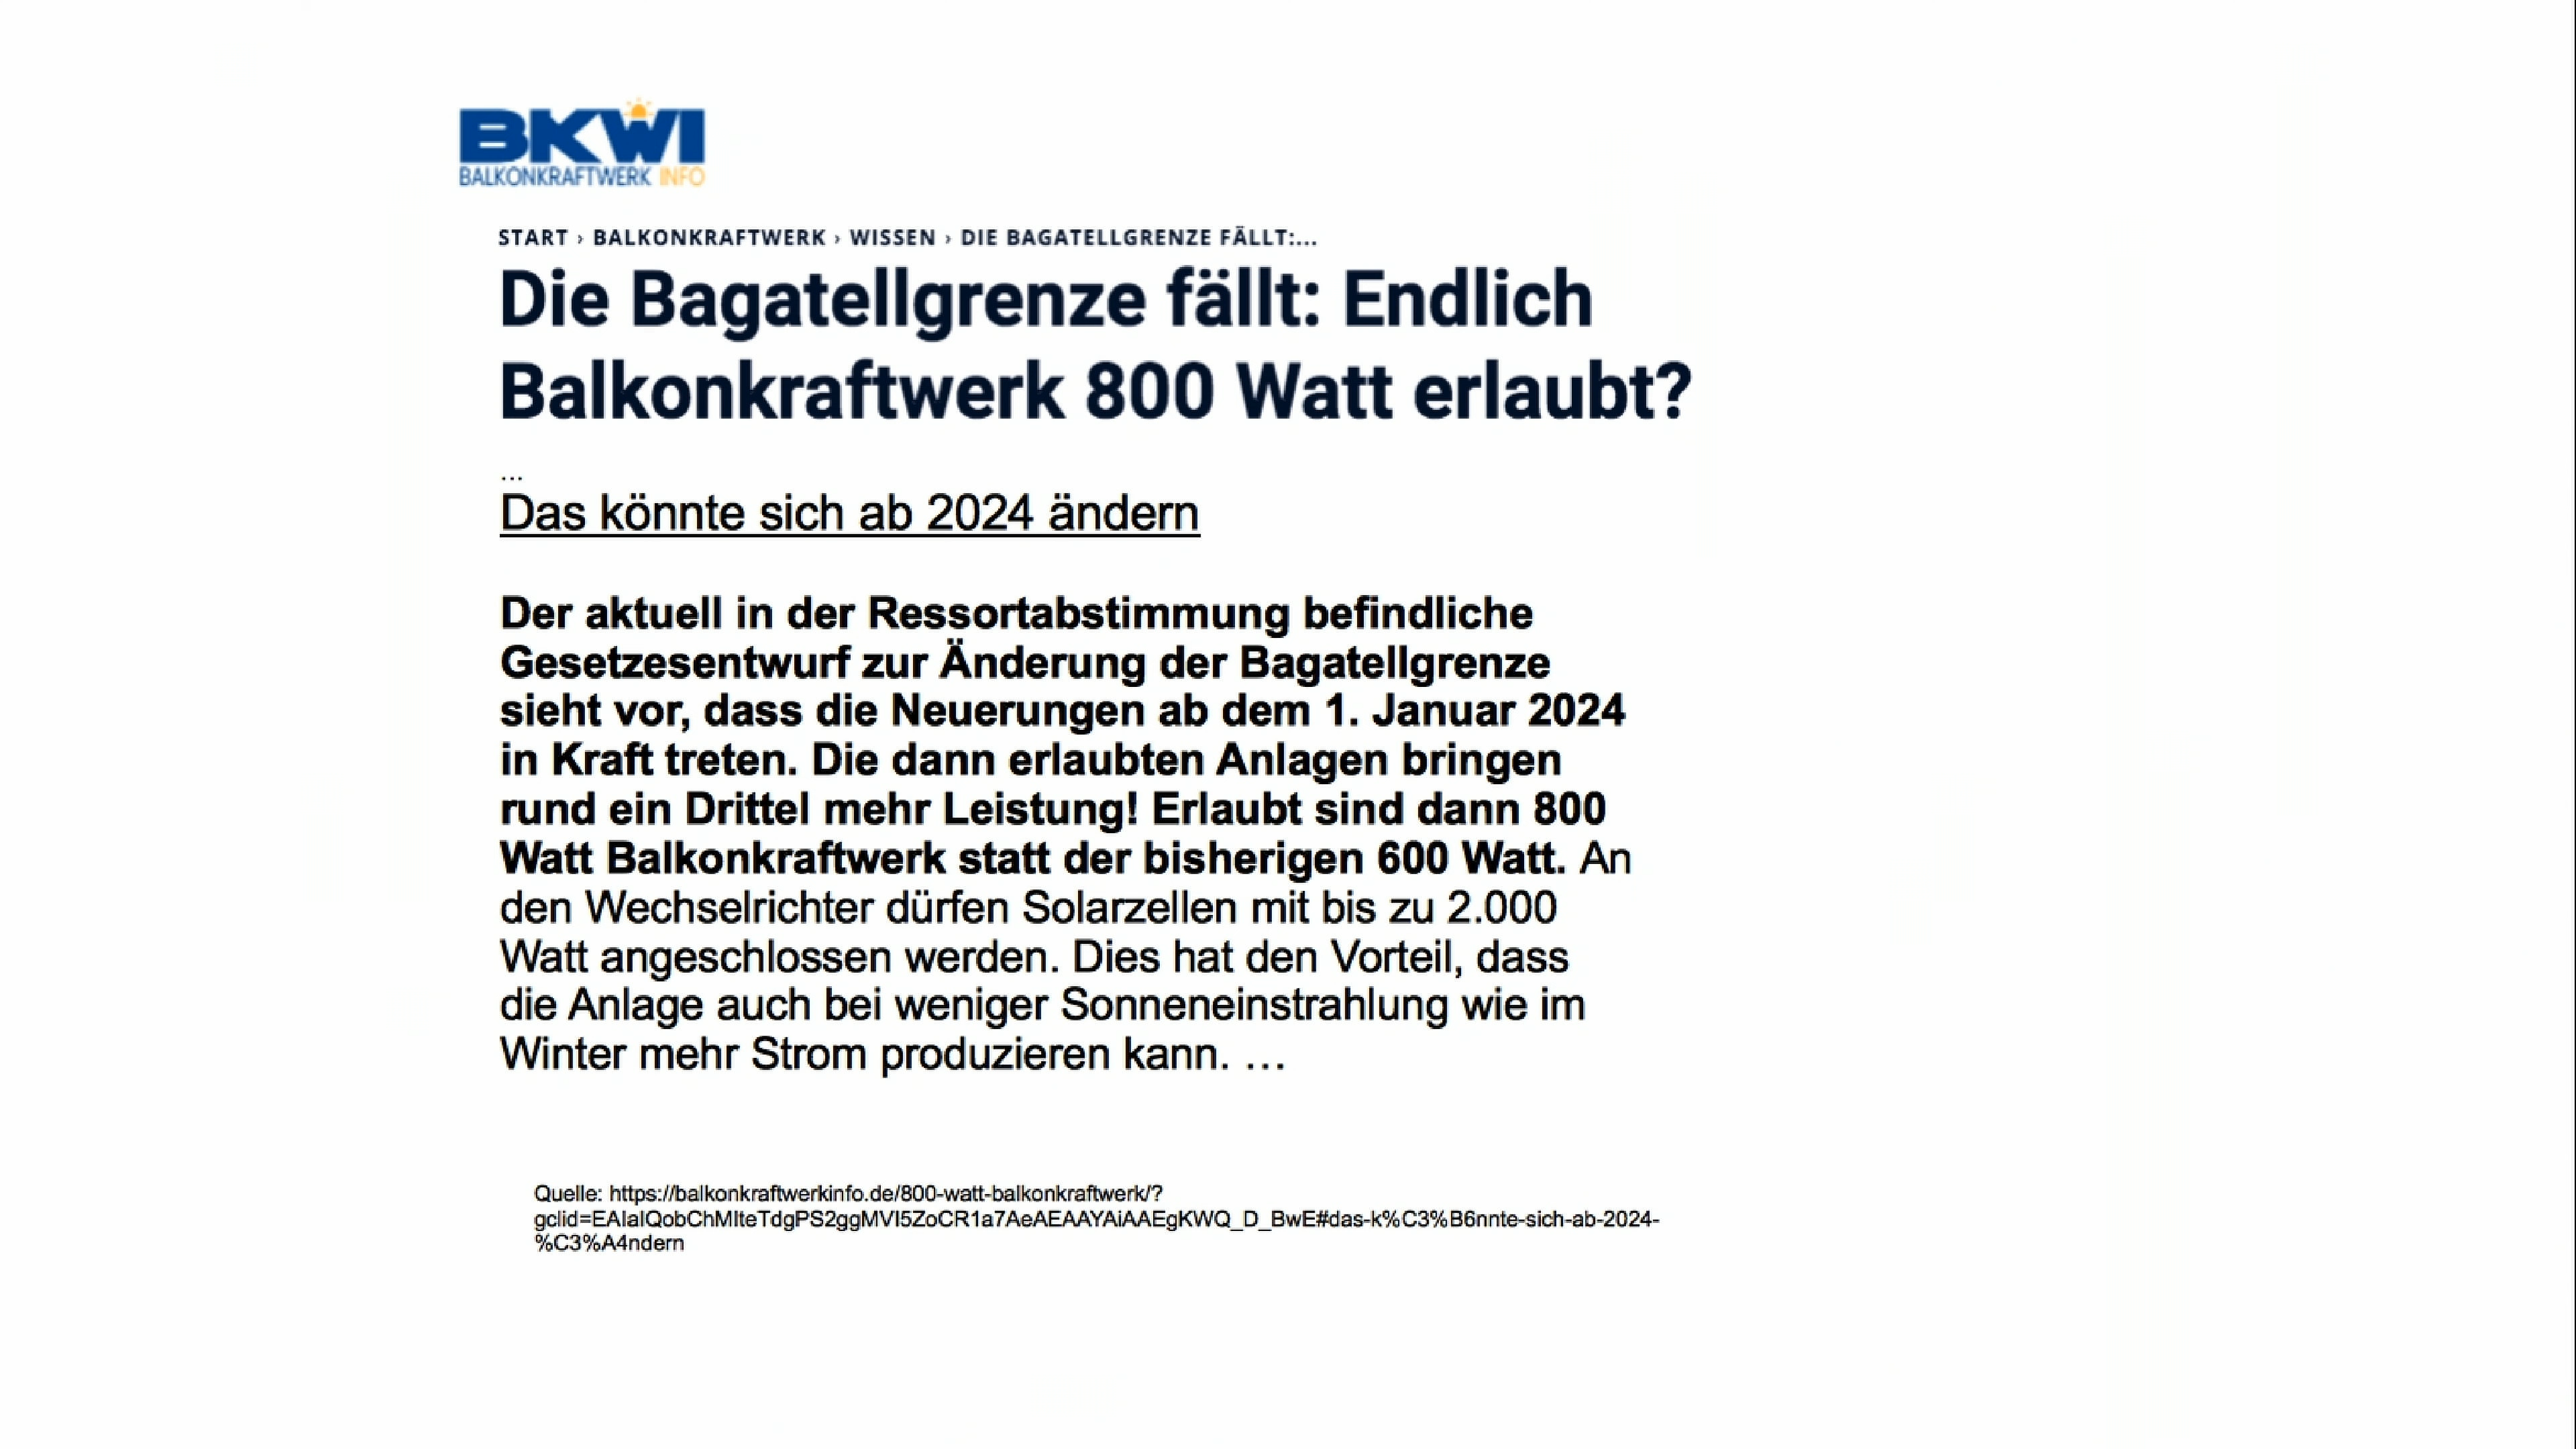 BKWI
BALKONKRAFTWERK INFO
START › BALKONKRAFTWERK › WISSEN › DIE BAGATELLGRENZE FÄLLT:...
Die Bagatellgrenze fällt: Endlich
Balkonkraftwerk 800 Watt erlaubt?
...
Das könnte sich ab 2024 ändern
Der aktuell in der Ressortabstimmung befindliche
Gesetzesentwurf zur Änderung der Bagatellgrenze
sieht vor, dass die Neuerungen ab dem 1. Januar 2024
in Kraft treten. Die dann erlaubten Anlagen bringen
rund ein Drittel mehr Leistung! Erlaubt sind dann 800
Watt Balkonkraftwerk statt der bisherigen 600 Watt. An
den Wechselrichter dürfen Solarzellen mit bis zu 2.000
Watt angeschlossen werden. Dies hat den Vorteil, dass
die Anlage auch bei weniger Sonneneinstrahlung wie im
Winter mehr Strom produzieren kann. …
Quelle: https://balkonkraftwerkinfo.de/800-watt-balkonkraftwerk/?
gclid=EAIaIQobChMIteTdgPS2ggMVI5ZoCR1a7AeAEAAYAiAAEgKWQ_D_BwE#das-k%C3%B6nnte-sich-ab-2024-
%C3%A4ndern